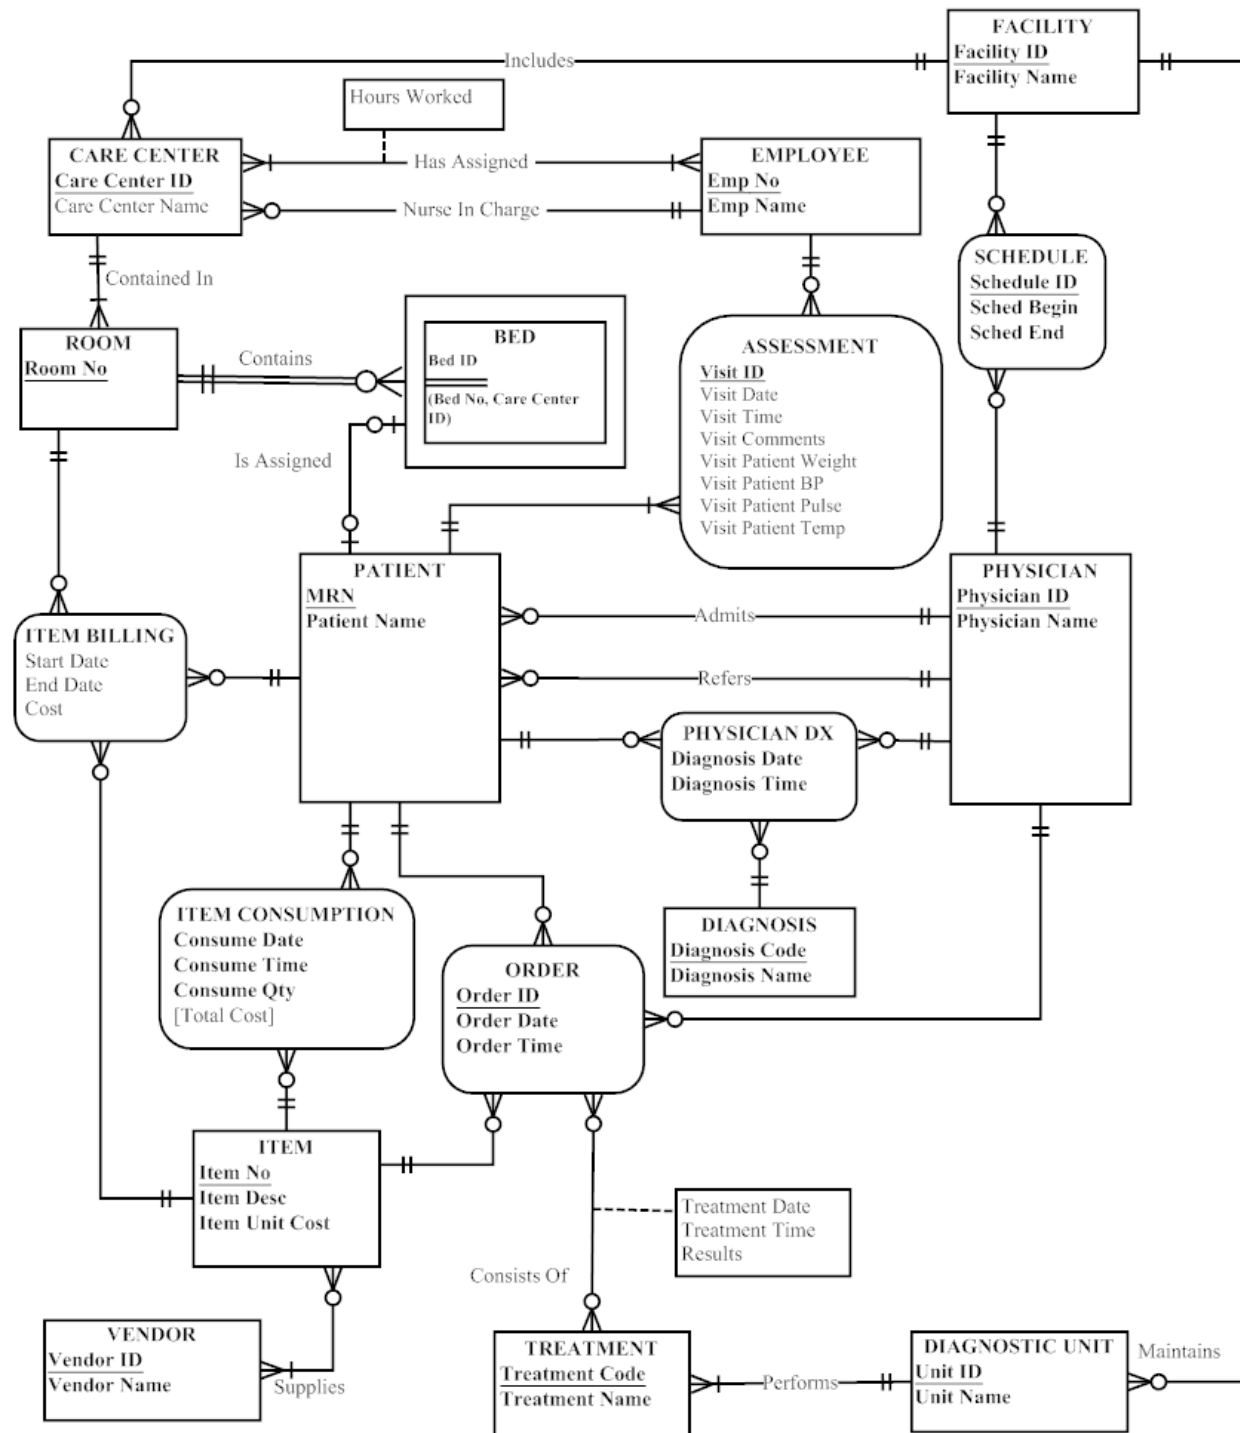 FACILITY
Facility ID
Facility Name
Includes
Hours Worked
CARE CENTER
Care Center ID
Care Center Name
Has Assigned
Nurse In Charge
EMPLOYEE
Emp No
Emp Name
SCHEDULE
Schedule ID
Sched Begin
Sched End
Contained In
ROOM
Room No
Contains
BED
Bed ID
(Bed No, Care Center
ID)
Is Assigned
ASSESSMENT
Visit ID
Visit Date
Visit Time
Visit Comments
Visit Patient Weight
Visit Patient BP
Visit Patient Pulse
Visit Patient Temp
PATIENT
MRN
Patient Name
Admits
Refers
PHYSICIAN
Physician ID
Physician Name
ITEM BILLING
Start Date
End Date
Cost
PHYSICIAN DX
Diagnosis Date
Diagnosis Time
ITEM CONSUMPTION
Consume Date
Consume Time
Consume Qty
[Total Cost]
ORDER
Order ID
Order Date
Order Time
DIAGNOSIS
Diagnosis Code
Diagnosis Name
ITEM
Item No
Item Desc
Item Unit Cost
Treatment Date
Treatment Time
Results
Consists Of
VENDOR
Vendor ID
Vendor Name
Supplies
TREATMENT
Treatment Code
Treatment Name
Performs
DIAGNOSTIC UNIT
Unit ID
Unit Name
Maintains